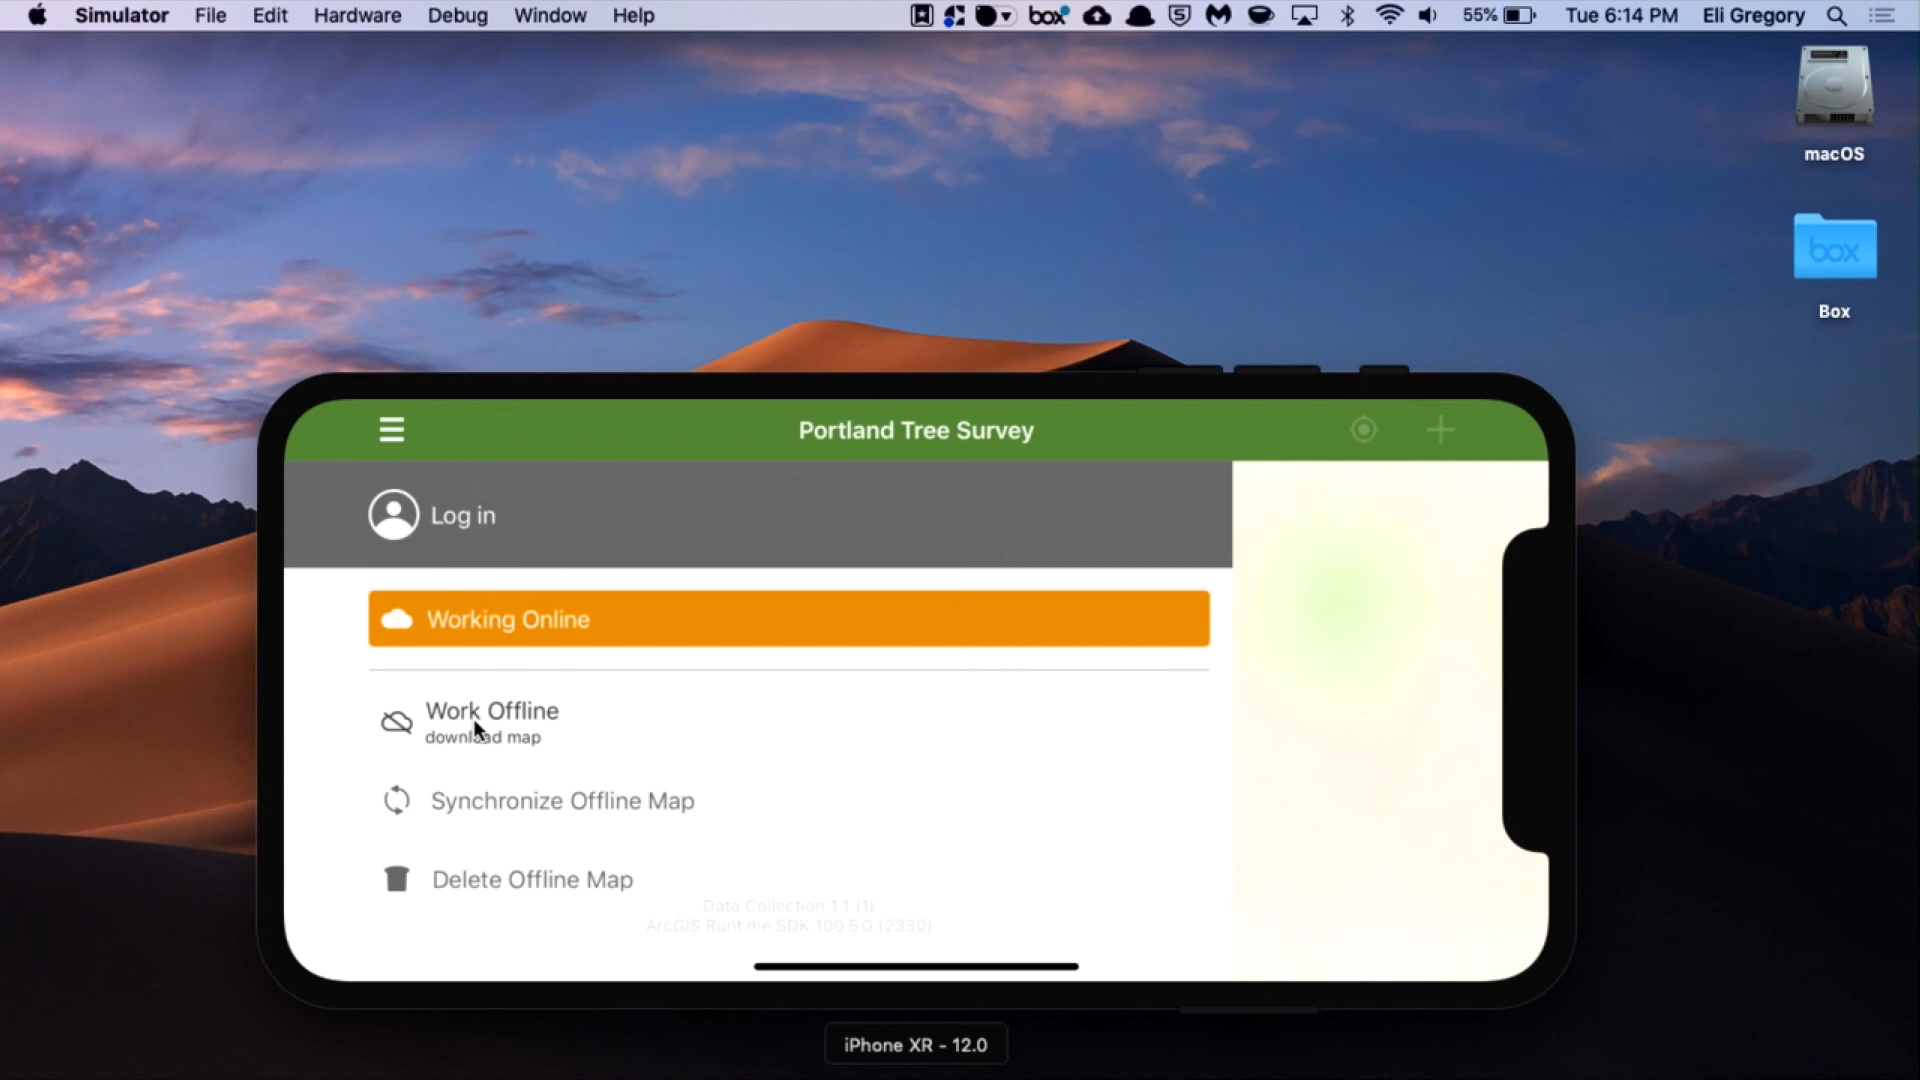 Simulator File Edit Hardware Debug Window Help box 55% Tue 6:14 PM Eli Gregory
macOS
box
Box
Portland Tree Survey
Log in
Working Online
Work Offline
download map
Synchronize Offline Map
Delete Offline Map
Data Collection 1.1 (1)
ArcGIS Runtime SDK 100.5.0 (2330)
iPhone XR - 12.0